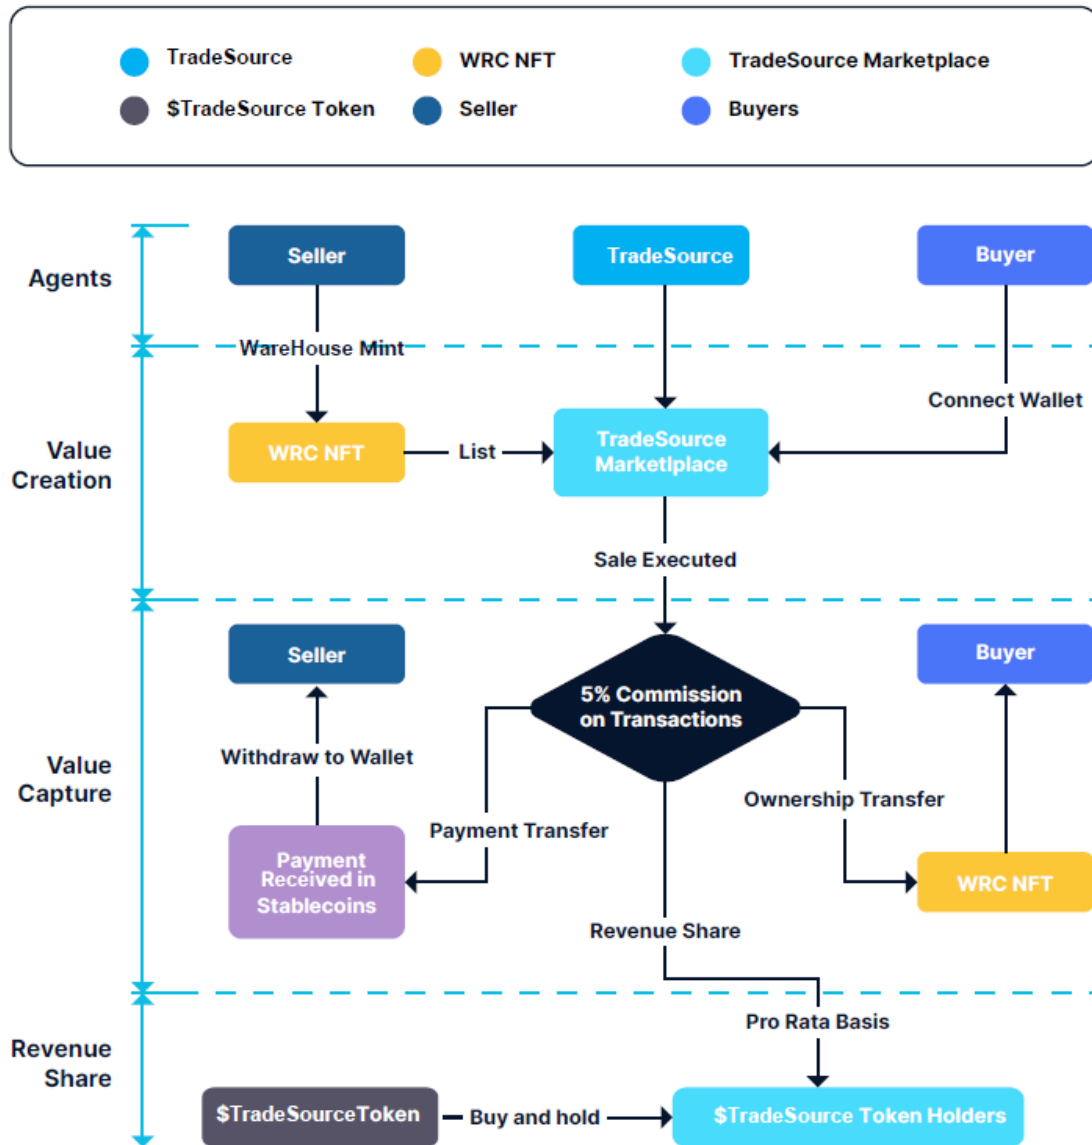 TradeSource
WRC NFT
TradeSource Marketplace
$TradeSource Token
Seller
Buyers
Agents
Seller
TradeSource
Buyer
WareHouse Mint
Connect Wallet
Value
Creation
WRC NFT
List
TradeSource
Marketlplace
Sale Executed
Value
Capture
Seller
5% Commission
on Transactions
Buyer
Withdraw to Wallet
Ownership Transfer
Payment Transfer
Payment
Received in
Stablecoins
WRC NFT
Revenue Share
Revenue
Share
Pro Rata Basis
$TradeSourceToken
Buy and hold
$TradeSource Token Holders